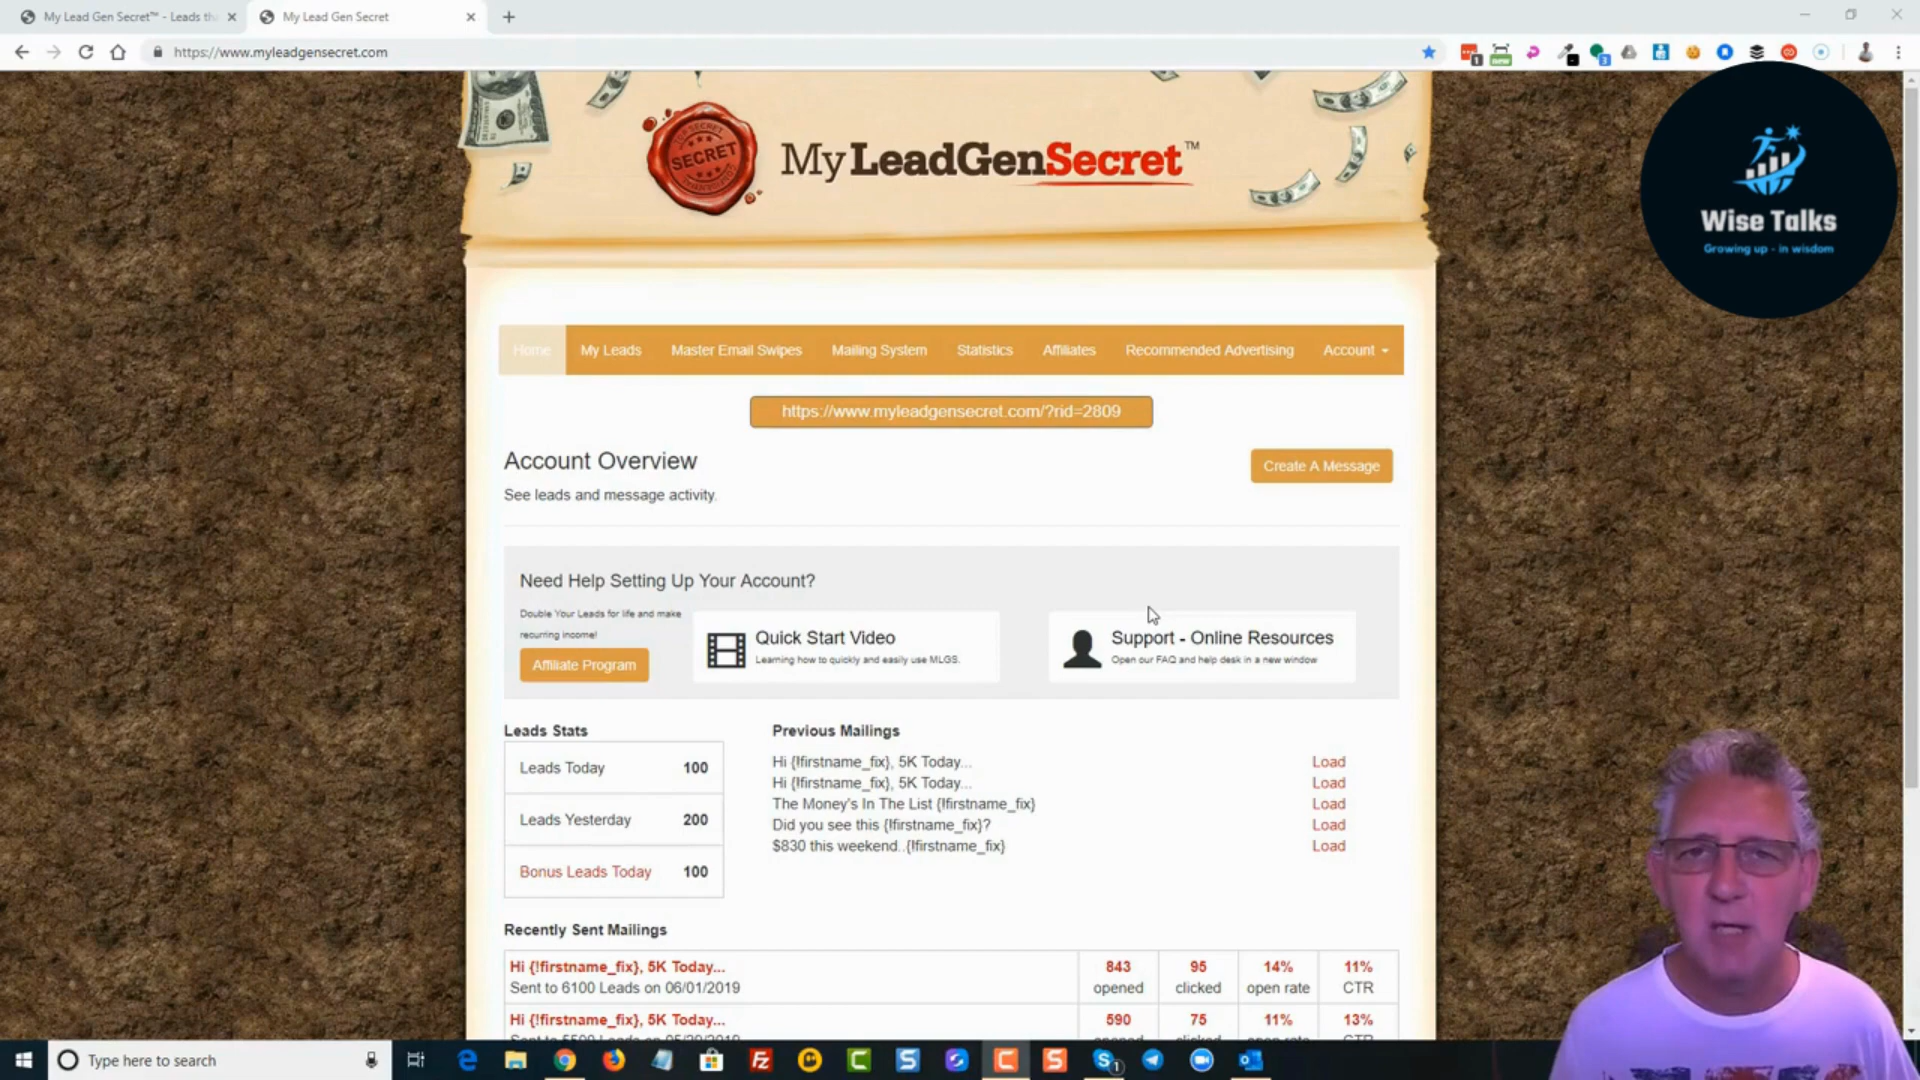 My Lead Gen Secret™ - Leads tha
My Lead Gen Secret
https://www.myleadgensecret.com
SECRET
MyLeadGenSecret™
Wise Talks
Growing up - in wisdom
Home
My Leads
Master Email Swipes
Mailing System
Statistics
Affiliates
Recommended Advertising
Account
https://www.myleadgensecret.com/?rid=2809
Account Overview
Create A Message
See leads and message activity.
Need Help Setting Up Your Account?
Double Your Leads for life and make
recurring income!
Affiliate Program
Quick Start Video
Learning how to quickly and easily use MLGS.
Support - Online Resources
Open our FAQ and help desk in a new window
Leads Stats
Leads Today 100
Leads Yesterday 200
Bonus Leads Today 100
Previous Mailings
Hi {!firstname_fix}, 5K Today... Load
Hi {!firstname_fix}, 5K Today... Load
The Money's In The List {!firstname_fix} Load
Did you see this {!firstname_fix}? Load
$830 this weekend..{!firstname_fix} Load
Recently Sent Mailings
Hi {!firstname_fix}, 5K Today... 843 95 14% 11%
Sent to 6100 Leads on 06/01/2019 opened clicked open rate CTR
Hi {!firstname_fix}, 5K Today... 590 75 11% 13%
Type here to search